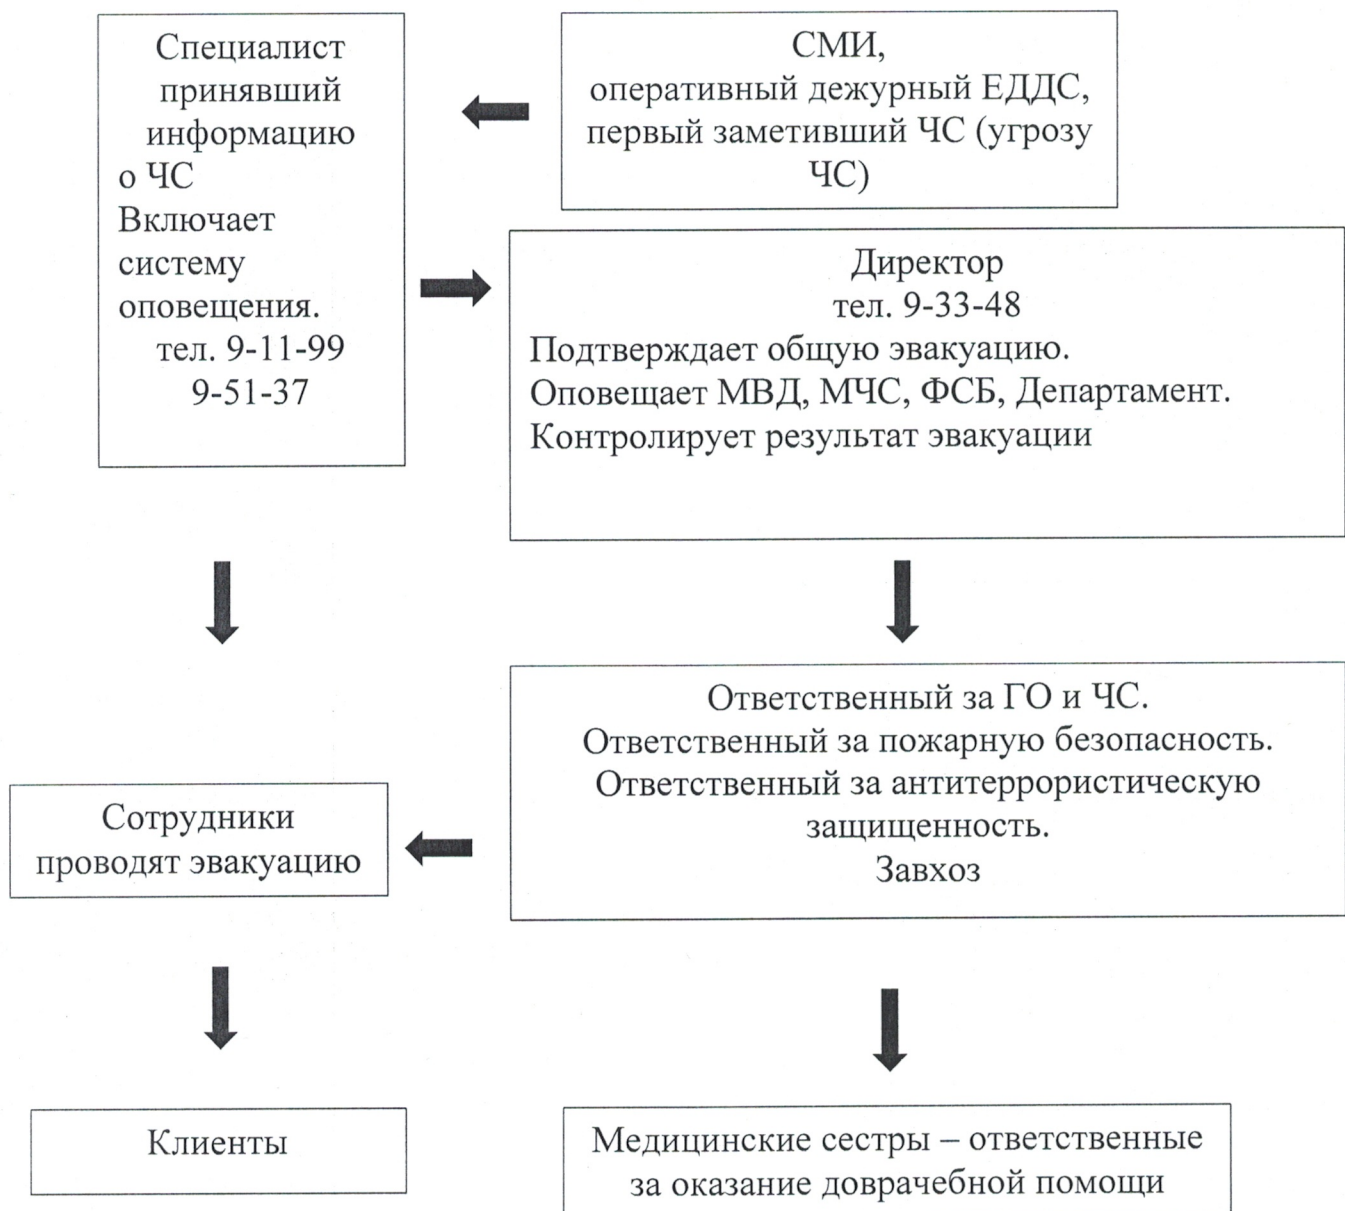 Специалист
принявший
информацию
о ЧС
Включает
систему
оповещения.
тел. 9-11-99
9-51-37
СМИ,
оперативный дежурный ЕДДС,
первый заметивший ЧС (угрозу
ЧС)
Директор
тел. 9-33-48
Подтверждает общую эвакуацию.
Оповещает МВД, МЧС, ФСБ, Департамент.
Контролирует результат эвакуации
Ответственный за ГО и ЧС.
Ответственный за пожарную безопасность.
Ответственный за антитеррористическую
защищенность.
Завхоз
Сотрудники
проводят эвакуацию
Клиенты
Медицинские сестры – ответственные
за оказание доврачебной помощи